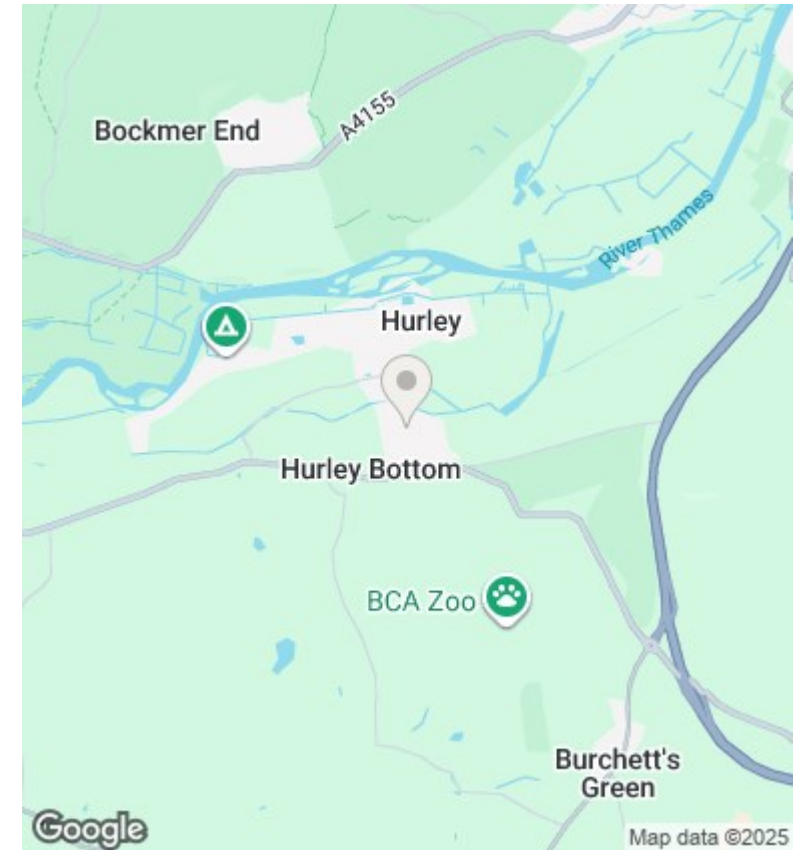 Bockmer End
A4155
River Thames
Hurley
Hurley Bottom
BCA Zoo
Burchett's
Green
Google
Map data ©2025